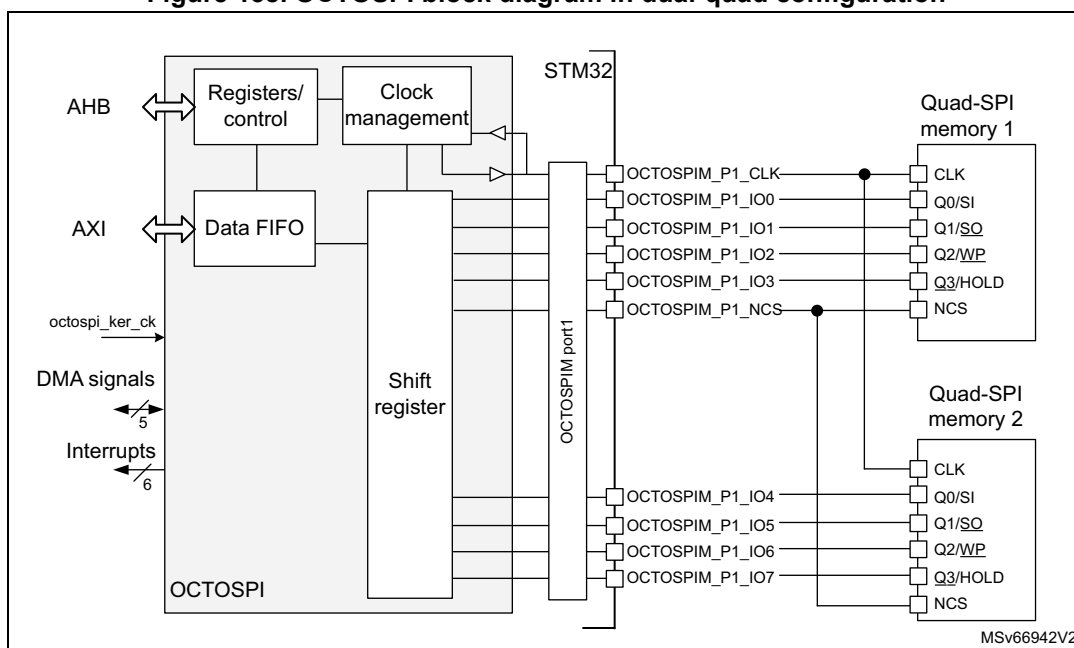 Figure OCTOSPI block diagram in dual-quad configuration
STM32
AHB
Registers/
control
Clock
management
AXI
Data FIFO
octospi_ker_ck
DMA signals
5
Interrupts
6
Shift
register
OCTOSPI
OCTOSPIM port1
OCTOSPIM_P1_CLK
OCTOSPIM_P1_IO0
OCTOSPIM_P1_IO1
OCTOSPIM_P1_IO2
OCTOSPIM_P1_IO3
OCTOSPIM_P1_NCS
OCTOSPIM_P1_IO4
OCTOSPIM_P1_IO5
OCTOSPIM_P1_IO6
OCTOSPIM_P1_IO7
Quad-SPI
memory 1
CLK
Q0/SI
Q1/SO
Q2/WP
Q3/HOLD
NCS
Quad-SPI
memory 2
CLK
Q0/SI
Q1/SO
Q2/WP
Q3/HOLD
NCS
MSv66942V2